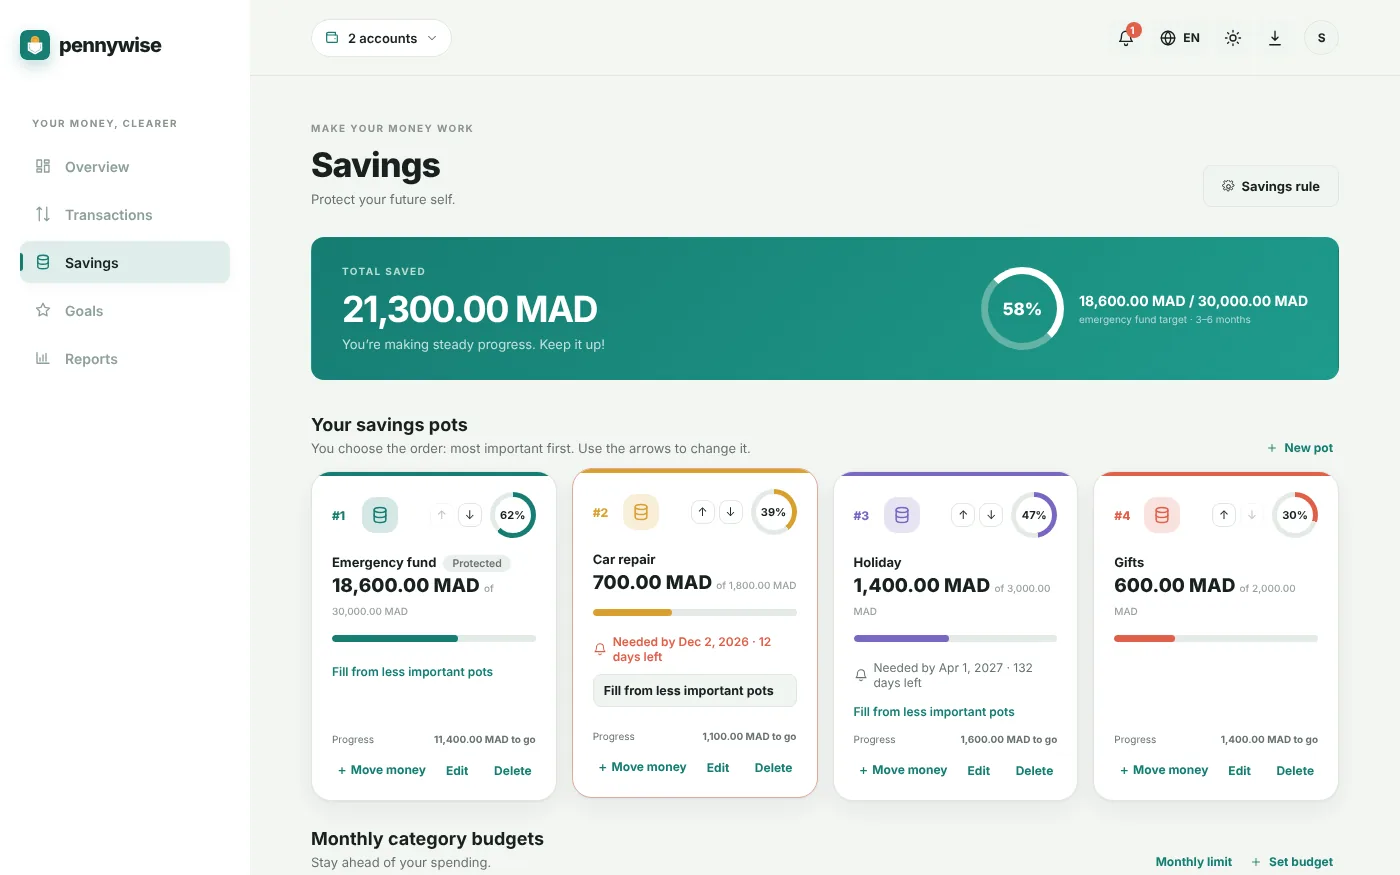 pennywise
2 accounts
1
EN
S
YOUR MONEY, CLEARER
Overview
Transactions
Savings
Goals
Reports
MAKE YOUR MONEY WORK
Savings
Protect your future self.
Savings rule
TOTAL SAVED
21,300.00 MAD
You're making steady progress. Keep it up!
58%
18,600.00 MAD / 30,000.00 MAD
emergency fund target · 3–6 months
Your savings pots
You choose the order: most important first. Use the arrows to change it.
+ New pot
#1
↑ ↓
62%
Emergency fund Protected
18,600.00 MAD of
30,000.00 MAD
Fill from less important pots
Progress 11,400.00 MAD to go
+ Move money Edit Delete
#2
↑ ↓
39%
Car repair
700.00 MAD of 1,800.00 MAD
Needed by Dec 2, 2026 · 12
days left
Fill from less important pots
Progress 1,100.00 MAD to go
+ Move money Edit Delete
#3
↑ ↓
47%
Holiday
1,400.00 MAD of 3,000.00
MAD
Needed by Apr 1, 2027 · 132
days left
Fill from less important pots
Progress 1,600.00 MAD to go
+ Move money Edit Delete
#4
↑ ↓
30%
Gifts
600.00 MAD of 2,000.00
MAD
Progress 1,400.00 MAD to go
+ Move money Edit Delete
Monthly category budgets
Stay ahead of your spending.
Monthly limit + Set budget